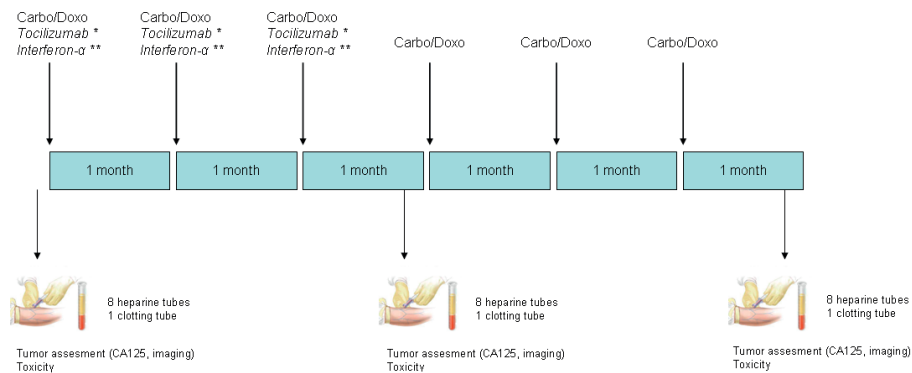 Carbo/Doxo
Tocilizumab *
Interferon-α **
Carbo/Doxo
Tocilizumab *
Interferon-α **
Carbo/Doxo
Tocilizumab *
Interferon-α **
Carbo/Doxo
Carbo/Doxo
Carbo/Doxo
1 month
1 month
1 month
1 month
1 month
1 month
8 heparine tubes
1 clotting tube
Tumor assesment (CA125, imaging)
Toxicity
8 heparine tubes
1 clotting tube
Tumor assesment (CA125, imaging)
Toxicity
8 heparine tubes
1 clotting tube
Tumor assesment (CA125, imaging)
Toxicity